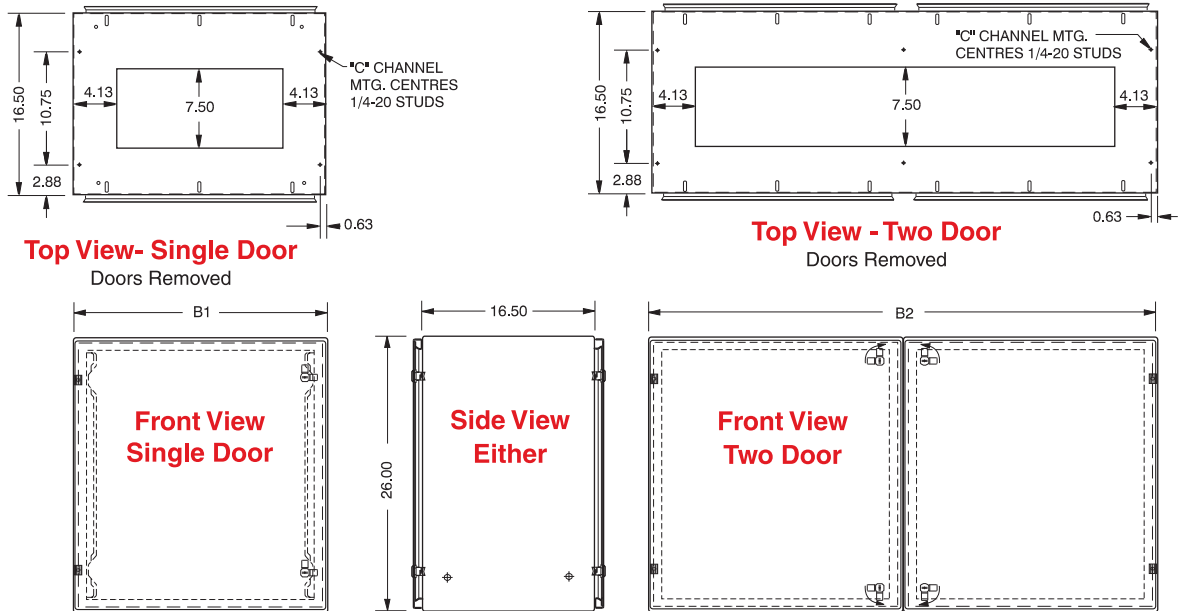 16.50
10.75
2.88
4.13
7.50
4.13
"C" CHANNEL
MTG. CENTRES
1/4-20 STUDS
0.63
Top View- Single Door
Doors Removed
16.50
10.75
2.88
4.13
7.50
4.13
"C" CHANNEL MTG.
CENTRES 1/4-20 STUDS
0.63
Top View - Two Door
Doors Removed
B1
Front View
Single Door
16.50
26.00
Side View
Either
B2
Front View
Two Door